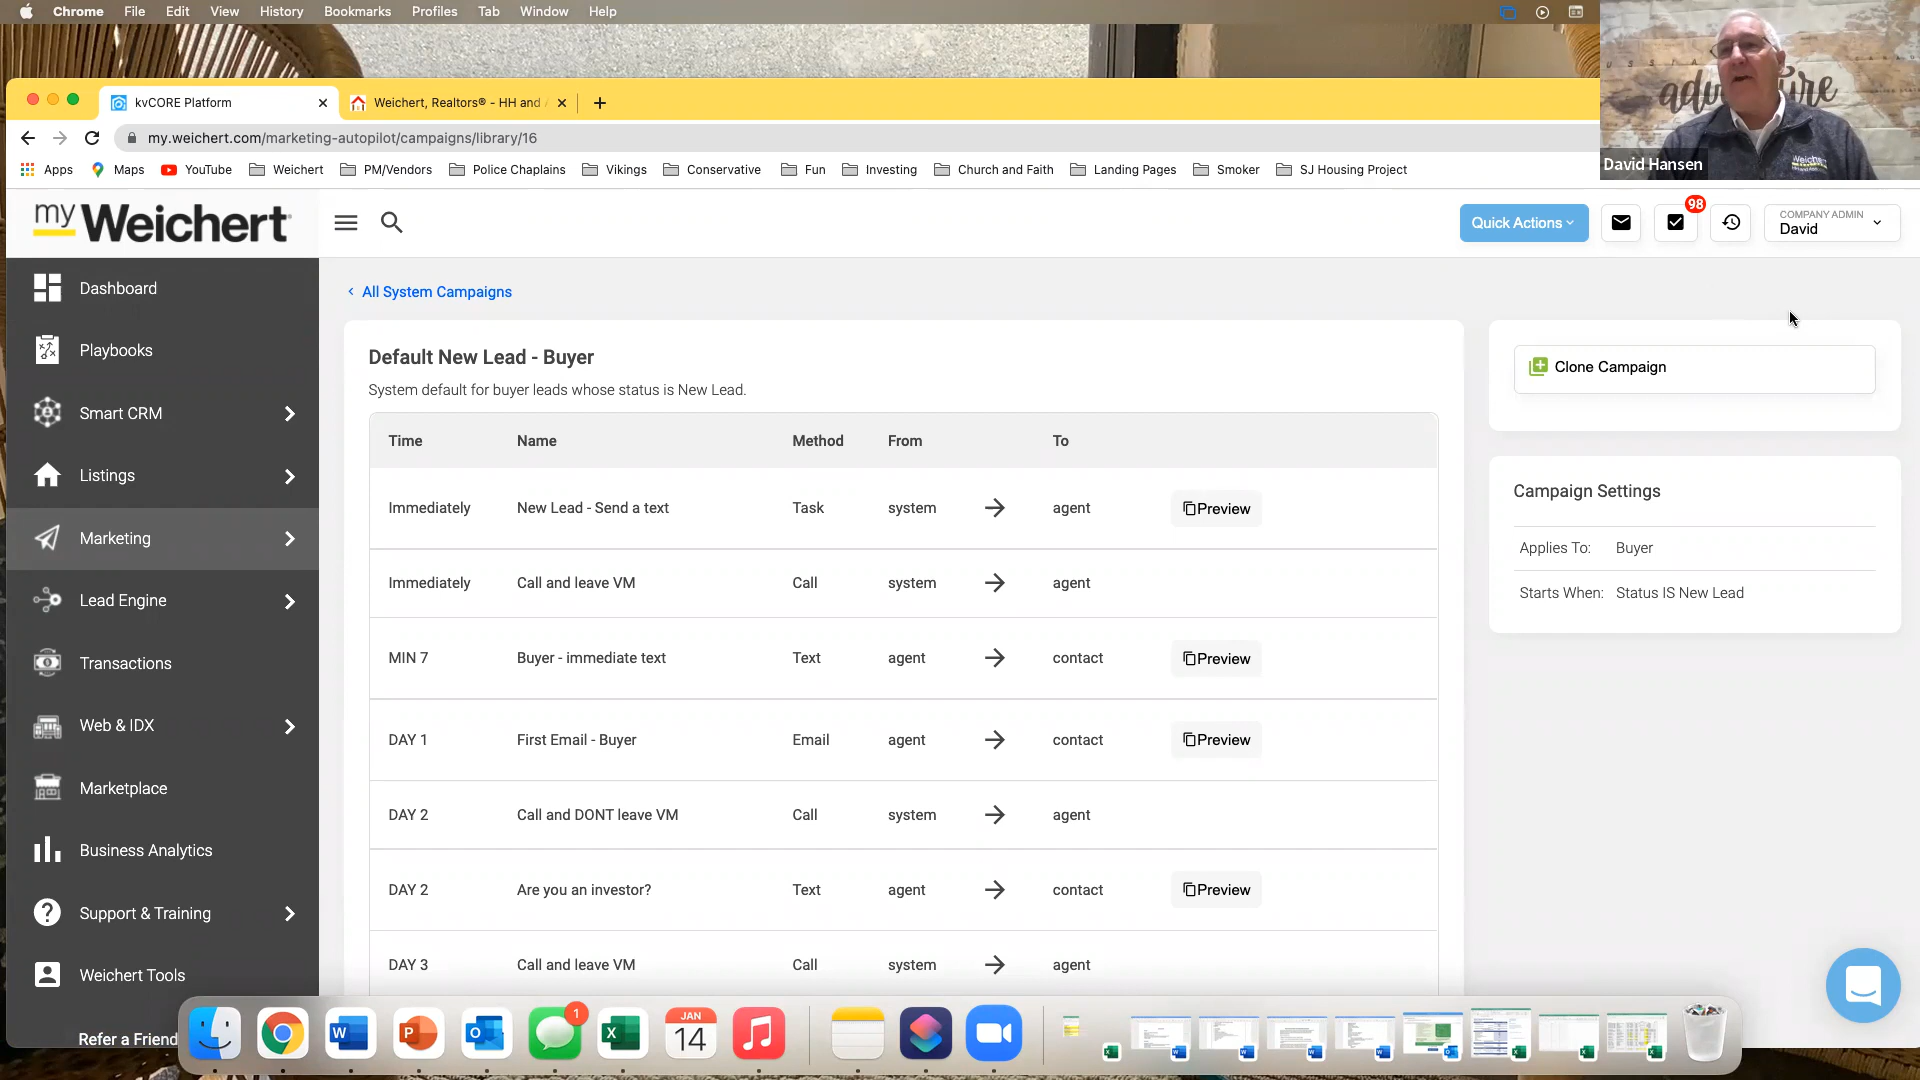 Chrome File Edit View History Bookmarks Profiles Tab Window Help
kvCORE Platform
Weichert, Realtors® - HH and
my.weichert.com/marketing-autopilot/campaigns/library/16
Apps Maps YouTube Weichert PM/Vendors Police Chaplains Vikings Conservative Fun Investing Church and Faith Landing Pages Smoker SJ Housing Project
David Hansen
my Weichert
Quick Actions
98
COMPANY ADMIN
David
Dashboard
Playbooks
Smart CRM
Listings
Marketing
Lead Engine
Transactions
Web & IDX
Marketplace
Business Analytics
Support & Training
Weichert Tools
Refer a Friend
< All System Campaigns
Default New Lead - Buyer
System default for buyer leads whose status is New Lead.
Time Name Method From To
Immediately New Lead - Send a text Task system → agent Preview
Immediately Call and leave VM Call system → agent
MIN 7 Buyer - immediate text Text agent → contact Preview
DAY 1 First Email - Buyer Email agent → contact Preview
DAY 2 Call and DONT leave VM Call system → agent
DAY 2 Are you an investor? Text agent → contact Preview
DAY 3 Call and leave VM Call system → agent
Clone Campaign
Campaign Settings
Applies To: Buyer
Starts When: Status IS New Lead
1
JAN
14